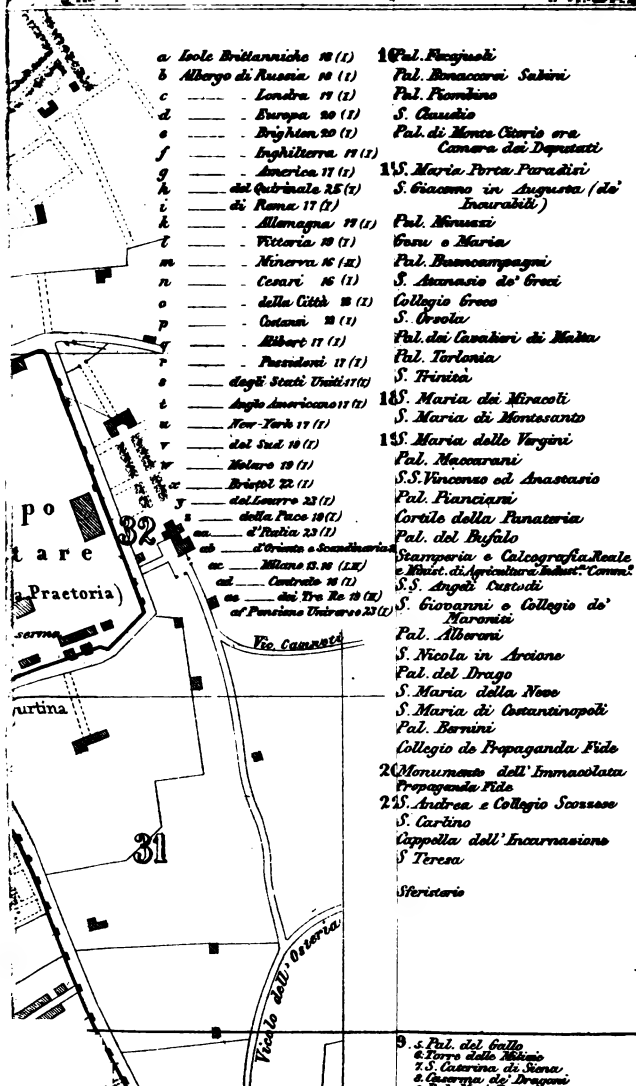 a Isole Brittanniche 18 (I)
b Albergo di Russia 18 (I)
c — - Londra 17 (I)
d — - Europa 20 (I)
e — - Brighton 20 (I)
f — - Inghilterra 17 (I)
g — - America 17 (I)
h — del Quirinale 25 (I)
i — di Roma 17 (I)
k — - Allemagna 17 (I)
l — - Vittoria 19 (I)
m — - Minerva 16 (II)
n — - Cesari 16 (I)
o — - della Città 18 (I)
p — - Costanzi 22 (I)
q — - Alibert 17 (I)
r — - Possidoni 17 (I)
s — degli Stati Uniti 17 (I)
t — Anglo Americano 17 (I)
u — New-York 17 (I)
v — del Sud 19 (I)
w — Molaro 19 (I)
x — Bristol 22 (I)
y — del Louvre 23 (I)
z — della Pace 19 (I)
aa — d'Italia 23 (I)
ab — d'Oriente e Scandinavia
ac — Milano 13.16 (I.II)
ad — Centrale 16 (I)
ae — dei Tre Re 19 (II)
af Pensione Universo 23 (I)
16 Pal. Fecajuoli
Pal. Bonaccorsi Sabini
Pal. Piombino
S. Claudio
Pal. di Monte Citorio ora
Camera dei Deputati
S. Maria Porta Paradisi
S. Giacomo in Augusta (de'
Incurabili)
Pal. Minuzzi
Gesu e Maria
Pal. Buoncampagni
S. Atanasio de' Greci
Collegio Greco
S. Orsola
Pal. dei Cavalieri di Malta
Pal. Torlonia
S. Trinità
18 S. Maria dei Miracoli
S. Maria di Montesanto
19 S. Maria delle Vergini
Pal. Maccarani
S.S. Vincenzo ed Anastasio
Pal. Pianciani
Cortile della Panateria
Pal. del Bufalo
Stamperia e Calcografia Reale
e Minist. di Agricoltura Indust. e Comm.
S.S. Angeli Custodi
S. Giovanni e Collegio de'
Maroniti
Pal. Alberoni
S. Nicola in Arcione
Pal. del Drago
S. Maria della Neve
S. Maria di Costantinopoli
Pal. Bernini
Collegio de Propaganda Fide
20 Monumento dell'Immacolata
Propaganda Fide
S. Andrea e Collegio Scozzese
S. Carlino
Cappella dell'Incarnazione
S Teresa
Sferisterio
9. 5. Pal. del Gallo
6. Torre delle Milizie
7. S. Caterina di Siena
8. Caserma de' Dragoni
32
po
tare
a Praetoria)
serma
urtina
Vic. Canneti
31
Vicolo dell'Osteria